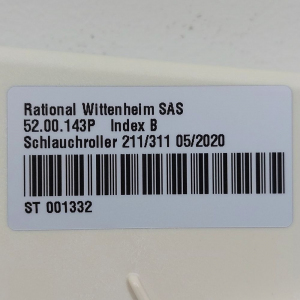 Rational Wittenheim SAS
52.00.143P Index B
Schlauchroller 211/311 05/2020
ST 001332